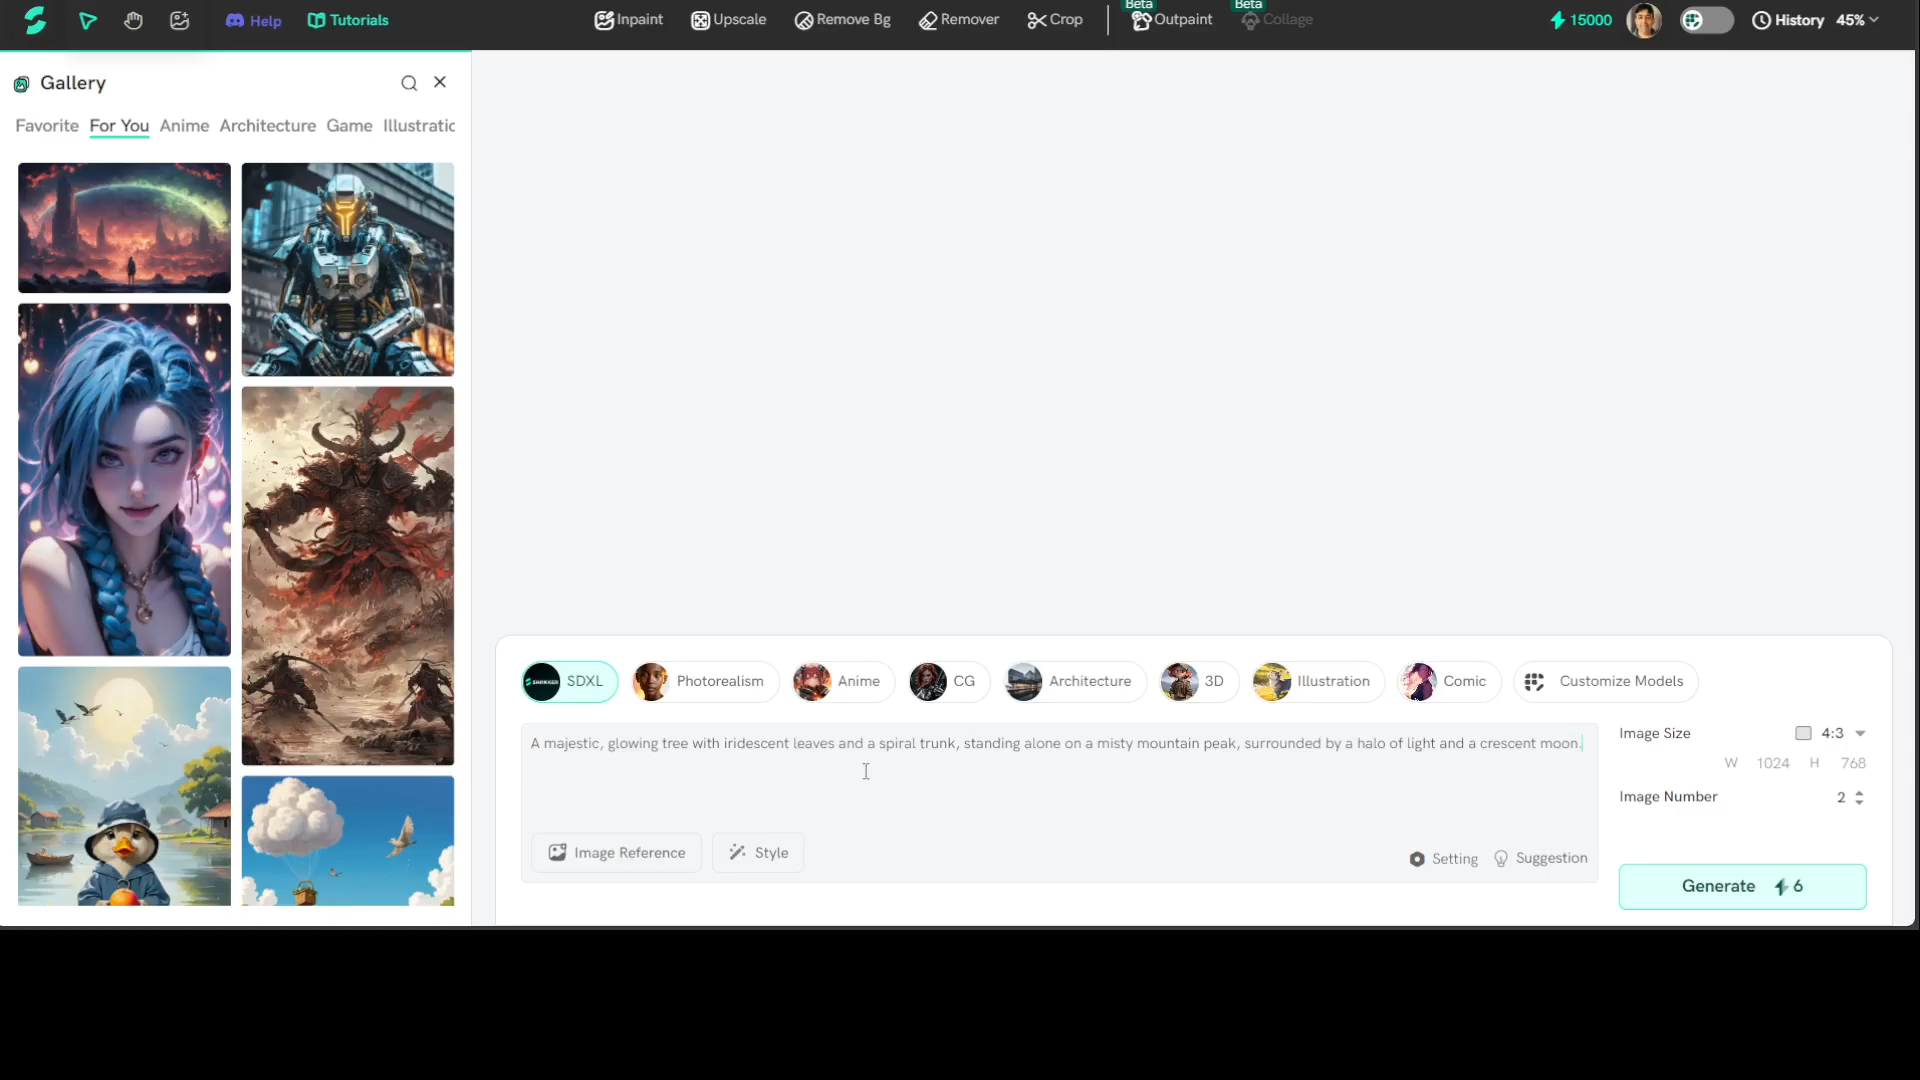 Help
Tutorials
Inpaint
Upscale
Remove Bg
Remover
Crop
Beta
Outpaint
Beta
Collage
15000
History
45%
Gallery
Favorite For You Anime Architecture Game Illustratic
SHAKKER
SDXL
Photorealism
Anime
CG
Architecture
3D
Illustration
Comic
Customize Models
A majestic, glowing tree with iridescent leaves and a spiral trunk, standing alone on a misty mountain peak, surrounded by a halo of light and a crescent moon.
Image Reference
Style
Setting
Suggestion
Image Size 4:3
W 1024 H 768
Image Number 2
Generate 6